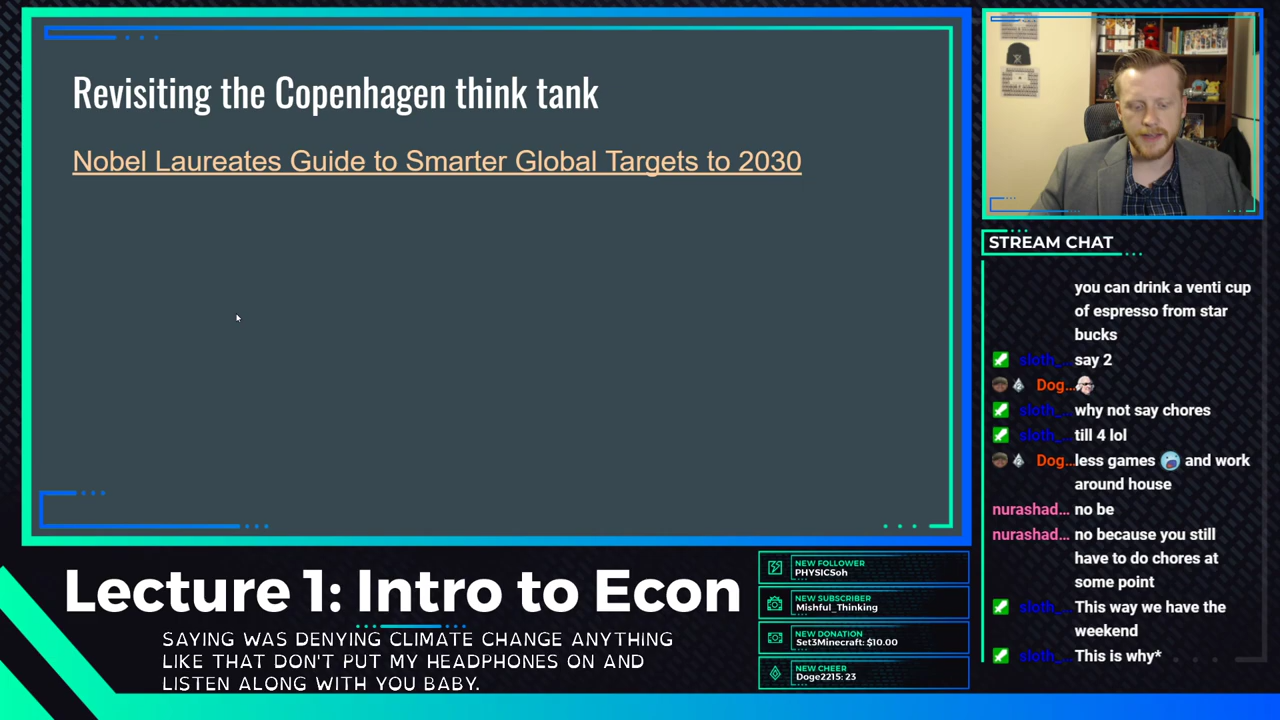 Revisiting the Copenhagen think tank
Nobel Laureates Guide to Smarter Global Targets to 2030
STREAM CHAT
you can drink a venti cup
of espresso from star
bucks
sloth_... say 2
Dog...
sloth_... why not say chores
sloth_... till 4 lol
Dog... less games and work
around house
nurashad... no be
nurashad... no because you still
have to do chores at
some point
sloth_... This way we have the
weekend
sloth_... This is why*
Lecture 1: Intro to Econ
SAYING WAS DENYING CLIMATE CHANGE ANYTHING
LIKE THAT DON'T PUT MY HEADPHONES ON AND
LISTEN ALONG WITH YOU BABY.
NEW FOLLOWER
PHYSICSoh
NEW SUBSCRIBER
Mishful_Thinking
NEW DONATION
Set3Minecraft: $10.00
NEW CHEER
Doge2215: 23